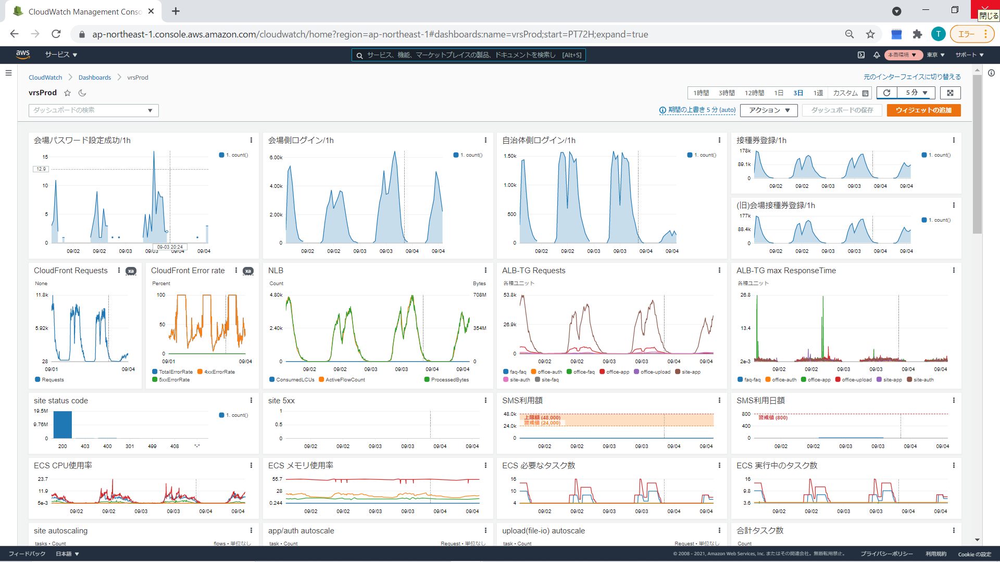 CloudWatch Management Conso
閉じる
ap-northeast-1.console.aws.amazon.com/cloudwatch/home?region=ap-northeast-1#dashboards:name=vrsProd;start=PT72H;expand=true
T
エラー
aws
サービス
サービス、機能、マーケットプレイスの製品、ドキュメントを検索し [Alt+S]
本番環境
東京
サポート
CloudWatch
Dashboards
vrsProd
元のインターフェイスに切り替える
vrsProd
1時間 3時間 12時間 1日 3日 1週 カスタム
5 分
ダッシュボードの検索
期間の上書き 5 分 (auto)
アクション
ダッシュボードの保存
ウィジェットの追加
会場パスワード設定成功/1h
15
12.9
10
5
0
09/02 09/02 09/03 09/03 09/04 09/04
09-03 20:24
1. count()
会場側ログイン/1h
6.00k
4.00k
2.00k
0
09/02 09/02 09/03 09/03 09/04 09/04
1. count()
自治体側ログイン/1h
1.50k
1.00k
500
0
09/02 09/02 09/03 09/03 09/04 09/04
1. count()
接種券登録/1h
178k
89.1k
0
09/02 09/02 09/03 09/03 09/04 09/04
1. count()
(旧)会場接種券登録/1h
177k
88.4k
0
09/02 09/02 09/03 09/03 09/04 09/04
1. count()
CloudFront Requests
xa
None
11.8k
5.92k
28
09/01 09/04
Requests
CloudFront Error rate
xa
Percent
100
50
0
09/01 09/04
TotalErrorRate 4xxErrorRate
5xxErrorRate
NLB
Count Bytes
4.80k 708M
2.40k 354M
0 0
09/02 09/02 09/03 09/03 09/04 09/04
ConsumedLCUs ActiveFlowCount ProcessedBytes
ALB-TG Requests
各種ユニット
53.8k
26.9k
0
09/02 09/02 09/03 09/03 09/04 09/04
faq-faq office-auth office-faq office-app office-upload site-app
site-auth site-faq
ALB-TG max ResponseTime
各種ユニット
26.8
13.4
2e-3
09/02 09/02 09/03 09/03 09/04 09/04
faq-faq office-auth office-app office-upload site-app site-auth
site status code
19.5M
9.76M
0
200 403 400 301 499 408 "-"
1. count()
site 5xx
1
0.5
0
09/02 09/02 09/03 09/03 09/04 09/04
SMS利用額
48.0k
24.0k
0
上限額 (48,000)
警戒値 (24,000)
09/02 09/02 09/03 09/03 09/04 09/04
SMS利用日額
800
400
0
警戒値 (800)
09/02 09/02 09/03 09/03 09/04 09/04
ECS CPU使用率
23.7
11.9
5e-3
09/02 09/02 09/03 09/03 09/04 09/04
ECS メモリ使用率
55.7
28
0.244
09/02 09/02 09/03 09/03 09/04 09/04
ECS 必要なタスク数
16
10
4
09/02 09/02 09/03 09/03 09/04 09/04
ECS 実行中のタスク数
16
9.8
3.6
09/02 09/02 09/03 09/03 09/04 09/04
site autoscaling
tasks • Count flows • 単位なし
app/auth autoscale
task • Count Request • 単位なし
upload(file-io) autoscale
task • Count Request • 単位なし
合計タスク数
Count
フィードバック
日本語
© 2008 - 2021, Amazon Web Services, Inc. またはその関連会社。無断転用禁止。
プライバシーポリシー
利用規約
Cookie の設定